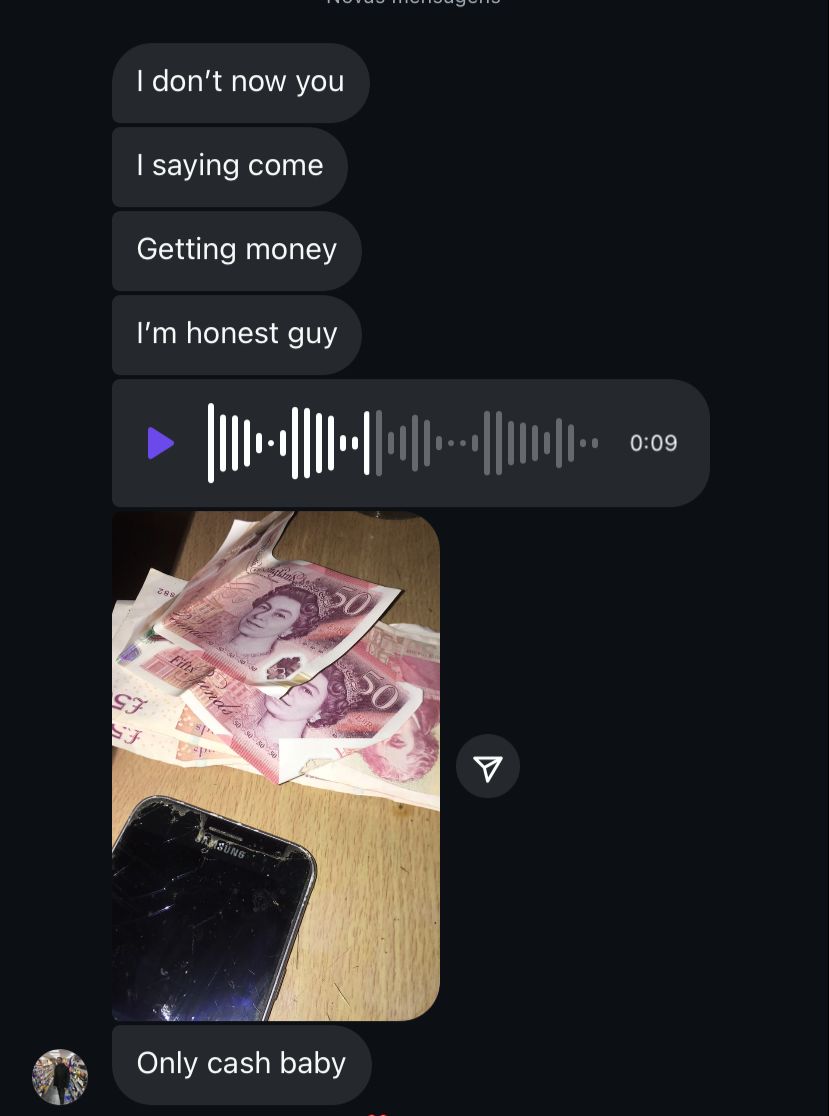 Novas mensagens
I don’t now you
I saying come
Getting money
I’m honest guy
0:09
50
Fifty
50
£5
£5
SAMSUNG
Only cash baby